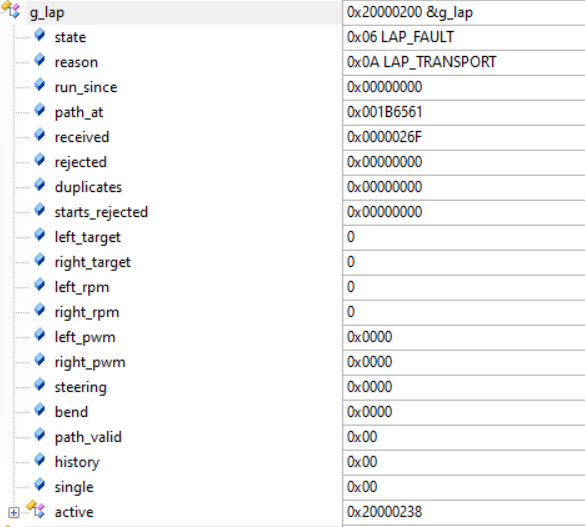 g_lap 0x20000200 &g_lap
state 0x06 LAP_FAULT
reason 0x0A LAP_TRANSPORT
run_since 0x00000000
path_at 0x001B6561
received 0x0000026F
rejected 0x00000000
duplicates 0x00000000
starts_rejected 0x00000000
left_target 0
right_target 0
left_rpm 0
right_rpm 0
left_pwm 0x0000
right_pwm 0x0000
steering 0x0000
bend 0x0000
path_valid 0x00
history 0x00
single 0x00
active 0x20000238